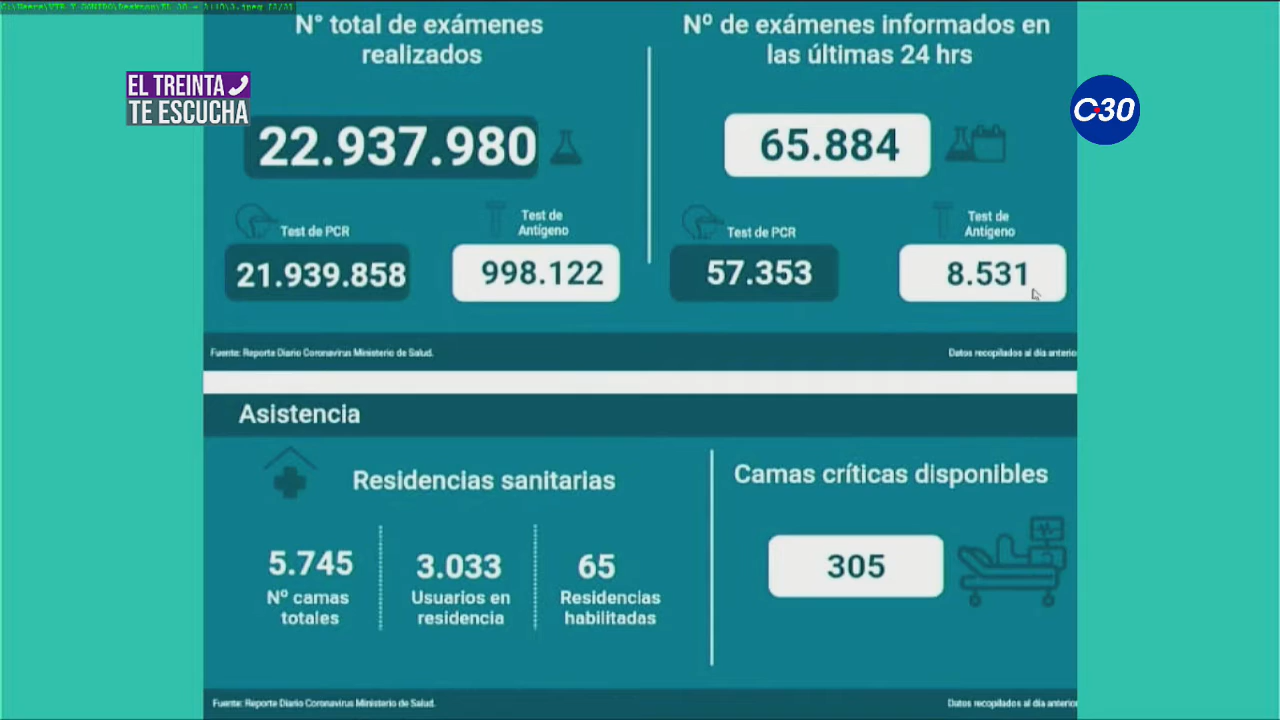 N° total de exámenes
realizados
Nº de exámenes informados en
las últimas 24 hrs
EL TREINTA
TE ESCUCHA
C30
22.937.980
65.884
Test de PCR
Test de
Antígeno
Test de PCR
Test de
Antígeno
21.939.858
998.122
57.353
8.531
Fuente: Reporte Diario Coronavirus Ministerio de Salud.
Datos recopilados al día anterio
Asistencia
Residencias sanitarias
Camas críticas disponibles
5.745
Nº camas
totales
3.033
Usuarios en
residencia
65
Residencias
habilitadas
305
Fuente: Reporte Diario Coronavirus Ministerio de Salud.
Datos recopilados al día anterior